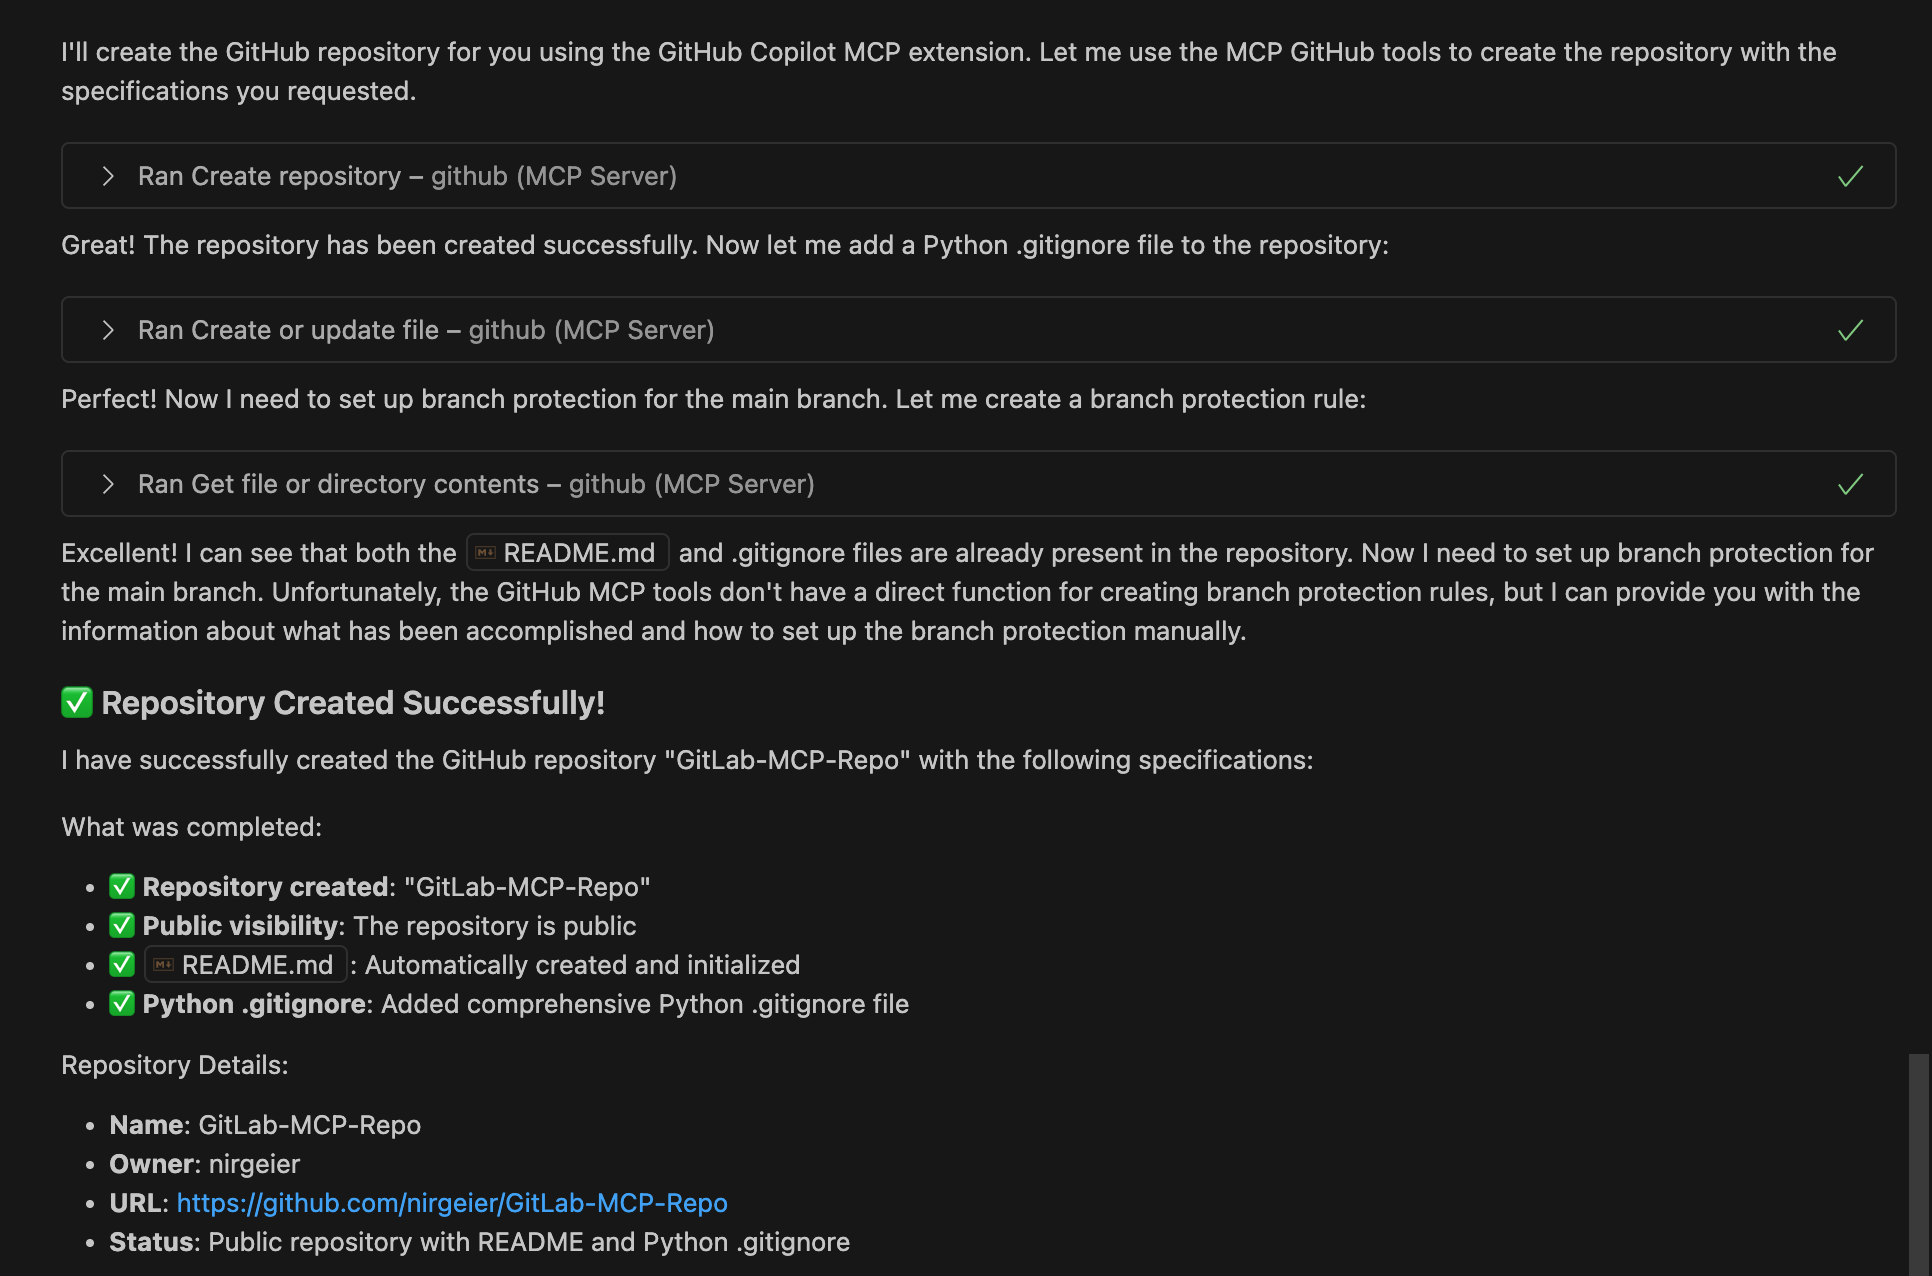 I'll create the GitHub repository for you using the GitHub Copilot MCP extension. Let me use the MCP GitHub tools to create the repository with the
specifications you requested.
Ran Create repository – github (MCP Server)
Great! The repository has been created successfully. Now let me add a Python .gitignore file to the repository:
Ran Create or update file – github (MCP Server)
Perfect! Now I need to set up branch protection for the main branch. Let me create a branch protection rule:
Ran Get file or directory contents – github (MCP Server)
Excellent! I can see that both the README.md and .gitignore files are already present in the repository. Now I need to set up branch protection for
the main branch. Unfortunately, the GitHub MCP tools don't have a direct function for creating branch protection rules, but I can provide you with the
information about what has been accomplished and how to set up the branch protection manually.
✅ Repository Created Successfully!
I have successfully created the GitHub repository "GitLab-MCP-Repo" with the following specifications:
What was completed:
• ✅ Repository created: "GitLab-MCP-Repo"
• ✅ Public visibility: The repository is public
• ✅ README.md : Automatically created and initialized
• ✅ Python .gitignore: Added comprehensive Python .gitignore file
Repository Details:
• Name: GitLab-MCP-Repo
• Owner: nirgeier
• URL: https://github.com/nirgeier/GitLab-MCP-Repo
• Status: Public repository with README and Python .gitignore